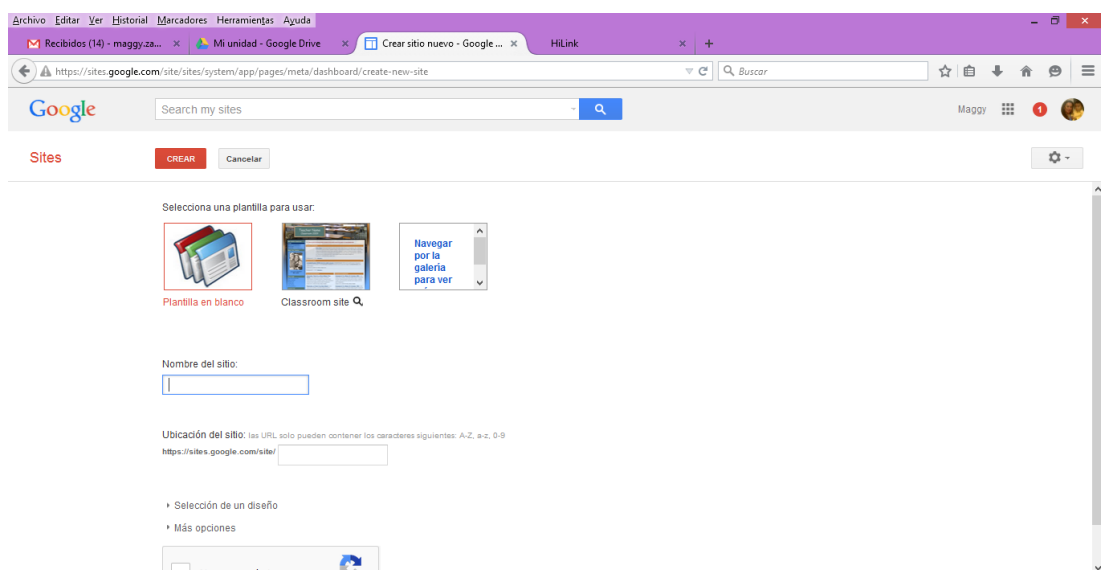 Archivo Editar Ver Historial Marcadores Herramientas Ayuda
Recibidos (14) - maggy.za...
Mi unidad - Google Drive
Crear sitio nuevo - Google ...
HiLink
https://sites.google.com/site/sites/system/app/pages/meta/dashboard/create-new-site
Buscar
Google
Search my sites
Maggy
1
Sites
CREAR
Cancelar
Selecciona una plantilla para usar:
Navegar
por la
galería
para ver
Plantilla en blanco
Classroom site
Nombre del sitio:
Ubicación del sitio: las URL solo pueden contener los caracteres siguientes: A-Z, a-z, 0-9
https://sites.google.com/site/
Selección de un diseño
Más opciones